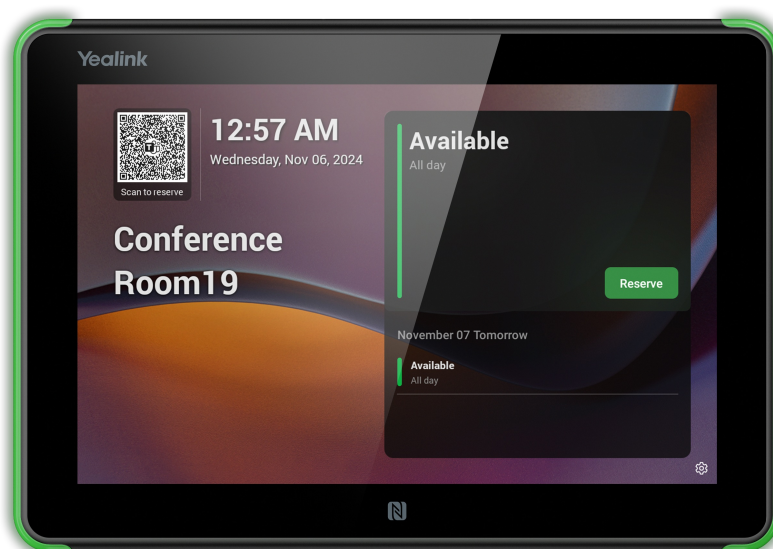 Yealink
12:57 AM
Wednesday, Nov 06, 2024
Scan to reserve
Conference
Room19
Available
All day
Reserve
November 07 Tomorrow
Available
All day